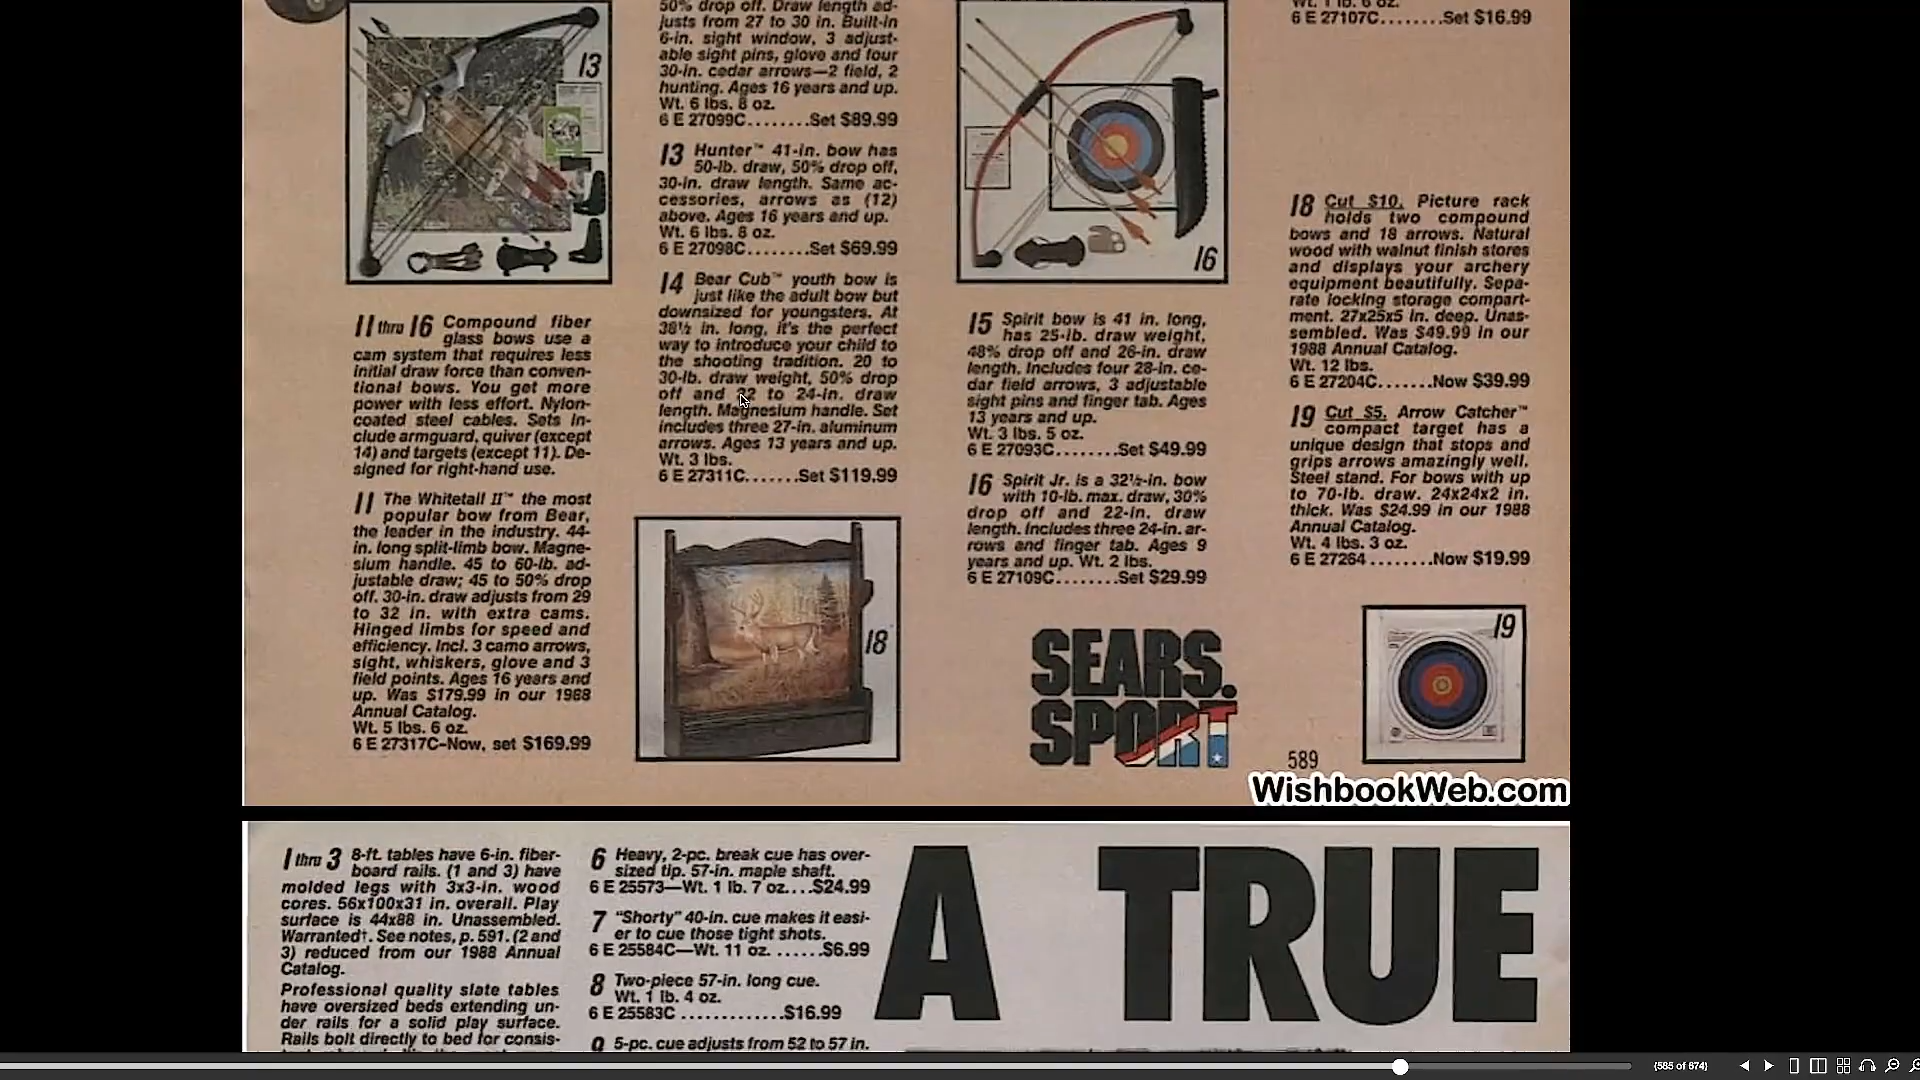 50% drop off. Draw length ad-
justs from 27 to 30 in. Built-in
6-in. sight window, 3 adjust-
able sight pins, glove and four
30-in. cedar arrows—2 field, 2
hunting. Ages 16 years and up.
Wt. 6 lbs. 8 oz.
6 E 27099C........Set $89.99
13 Hunter™ 41-in. bow has
50-lb. draw, 50% drop off,
30-in. draw length. Same ac-
cessories, arrows as (12)
above. Ages 16 years and up.
Wt. 6 lbs. 8 oz.
6 E 27098C........Set $69.99
14 Bear Cub™ youth bow is
just like the adult bow but
downsized for youngsters. At
38½ in. long, it's the perfect
way to introduce your child to
the shooting tradition. 20 to
30-lb. draw weight, 50% drop
off and 22 to 24-in. draw
length. Magnesium handle. Set
includes three 27-in. aluminum
arrows. Ages 13 years and up.
Wt. 3 lbs.
6 E 27311C.......Set $119.99
13
11 thru 16 Compound fiber
glass bows use a
cam system that requires less
initial draw force than conven-
tional bows. You get more
power with less effort. Nylon-
coated steel cables. Sets in-
clude armguard, quiver (except
14) and targets (except 11). De-
signed for right-hand use.
11 The Whitetail II™ the most
popular bow from Bear,
the leader in the industry. 44-
in. long split-limb bow. Magne-
sium handle. 45 to 60-lb. ad-
justable draw; 45 to 50% drop
off. 30-in. draw adjusts from 29
to 32 in. with extra cams.
Hinged limbs for speed and
efficiency. Incl. 3 camo arrows,
sight, whiskers, glove and 3
field points. Ages 16 years and
up. Was $179.99 in our 1988
Annual Catalog.
Wt. 5 lbs. 6 oz.
6 E 27317C–Now, set $169.99
18
16
15 Spirit bow is 41 in. long,
has 25-lb. draw weight,
48% drop off and 26-in. draw
length. Includes four 28-in. ce-
dar field arrows, 3 adjustable
sight pins and finger tab. Ages
13 years and up.
Wt. 3 lbs. 5 oz.
6 E 27093C........Set $49.99
16 Spirit Jr. is a 32½-in. bow
with 10-lb. max. draw, 30%
drop off and 22-in. draw
length. Includes three 24-in. ar-
rows and finger tab. Ages 9
years and up. Wt. 2 lbs.
6 E 27109C........Set $29.99
SEARS.
SPORT
6 E 27107C........Set $16.99
18 Cut $10. Picture rack
holds two compound
bows and 18 arrows. Natural
wood with walnut finish stores
and displays your archery
equipment beautifully. Sepa-
rate locking storage compart-
ment. 27x25x5 in. deep. Unas-
sembled. Was $49.99 in our
1988 Annual Catalog.
Wt. 12 lbs.
6 E 27204C.......Now $39.99
19 Cut $5. Arrow Catcher™
compact target has a
unique design that stops and
grips arrows amazingly well.
Steel stand. For bows with up
to 70-lb. draw. 24x24x2 in.
thick. Was $24.99 in our 1988
Annual Catalog.
Wt. 4 lbs. 3 oz.
6 E 27264 ........Now $19.99
19
589
WishbookWeb.com
1 thru 3 8-ft. tables have 6-in. fiber-
board rails. (1 and 3) have
molded legs with 3x3-in. wood
cores. 56x100x31 in. overall. Play
surface is 44x88 in. Unassembled.
Warranted†. See notes, p. 591. (2 and
3) reduced from our 1988 Annual
Catalog.
Professional quality slate tables
have oversized beds extending un-
der rails for a solid play surface.
Rails bolt directly to bed for consis-
6 Heavy, 2-pc. break cue has over-
sized tip. 57-in. maple shaft.
6 E 25573—Wt. 1 lb. 7 oz....$24.99
7 "Shorty" 40-in. cue makes it easi-
er to cue those tight shots.
6 E 25584C—Wt. 11 oz. ......$6.99
8 Two-piece 57-in. long cue.
Wt. 1 lb. 4 oz.
6 E 25583C .............$16.99
9 5-pc. cue adjusts from 52 to 57 in.
A TRUE
(585 of 674)